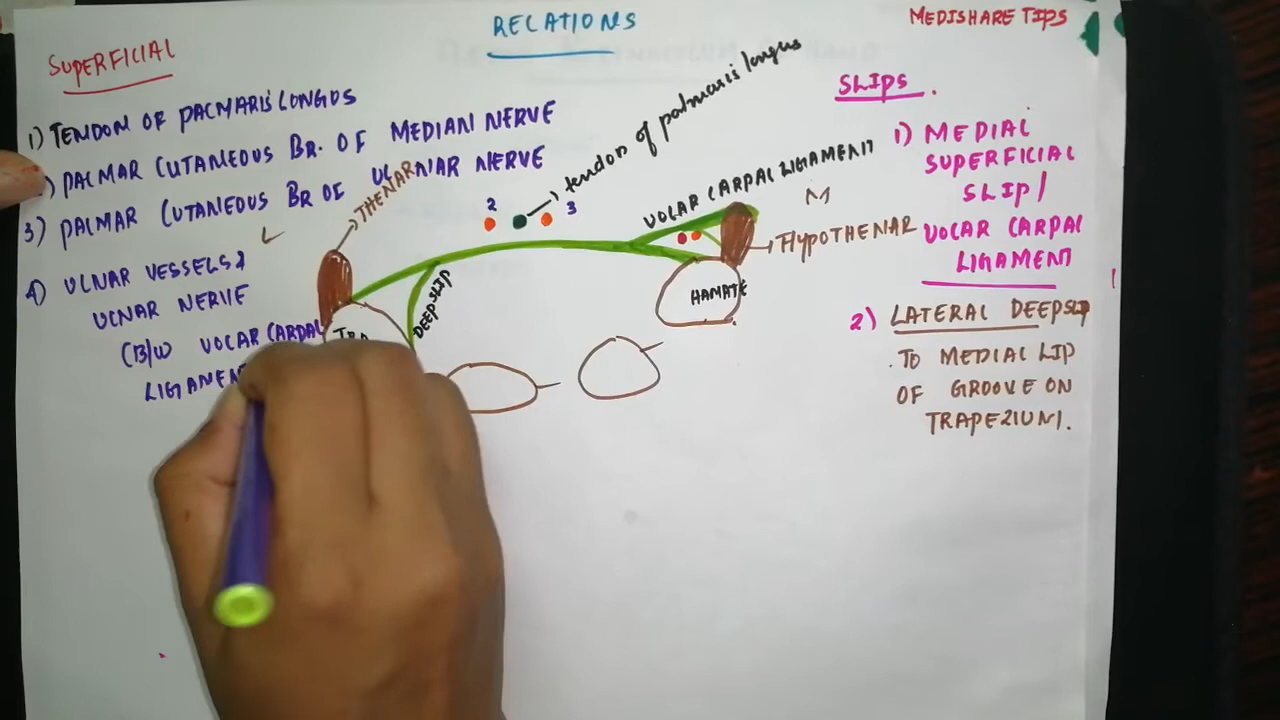 RELATIONS
MEDISHARE TIPS
SUPERFICIAL
1) TENDON OF PALMARIS LONGUS
) PALMAR CUTANEOUS BR. OF MEDIAN NERVE
3) PALMAR CUTANEOUS BR OF ULNAR NERVE
4) ULNAR VESSELS &
ULNAR NERVE
(B/W VOLAR CARPAL
LIGAMEN
THENAR
2
3
tendon of palmaris longus
VOLAR CARPAL LIGAMENT
M
L
HYPOTHENAR
DEEP SLIP
HAMATE
TRA
SLIPS
1) MEDIAL
SUPERFICIAL
SLIP/
VOLAR CARPAL
LIGAMENT
2) LATERAL DEEP SLIP
TO MEDIAL LIP
OF GROOVE ON
TRAPEZIUM.